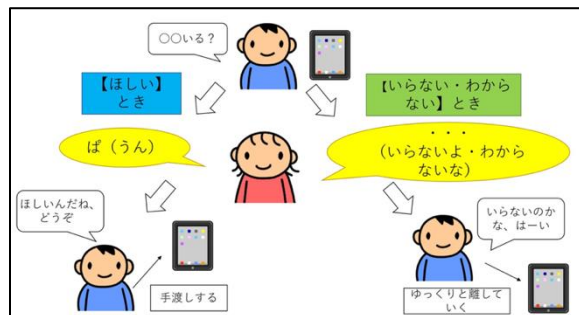 ○○いる？
【ほしい】
とき
【いらない・わから
ない】とき
ぱ（うん）
・・・
（いらないよ・わから
ないな）
ほしいんだね、
どうぞ
いらないのか
な、はーい
手渡しする
ゆっくりと離して
いく